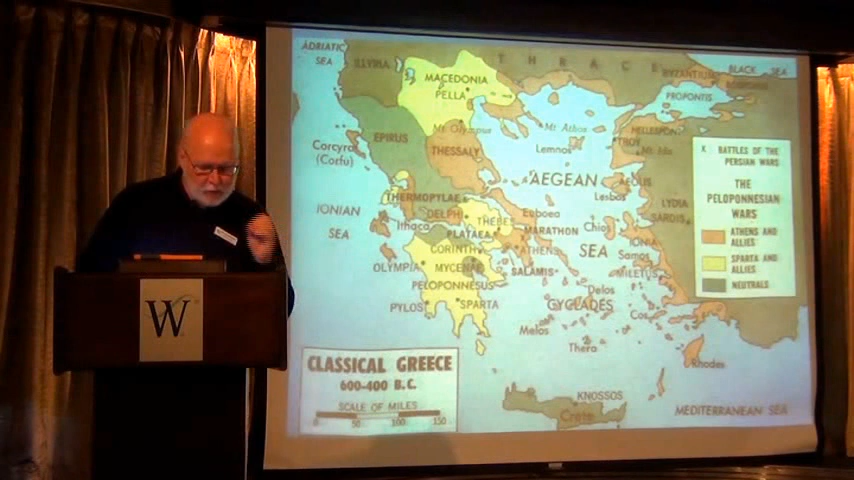 W
ADRIATIC
SEA
ILLYRIA
THRACE
BYZANTIUM
BLACK SEA
MACEDONIA
PELLA
PROPONTIS
Mt Olympus
Mt Athos
HELLESPONT
TROY
Mt Ida
EPIRUS
Corcyra
(Corfu)
THESSALY
Lemnos
AEGEAN
SEA
AEOLIS
Lesbos
LYDIA
SARDIS
THERMOPYLAE
DELPHI
THEBES
Euboea
Chios
IONIAN
SEA
Ithaca
PLATAEA
MARATHON
IONIA
CORINTH
ATHENS
Samos
OLYMPIA
MYCENAE
SALAMIS
MILETUS
PELOPONNESUS
Delos
CYCLADES
Cos
PYLOS
SPARTA
Melos
Thera
Rhodes
KNOSSOS
Crete
MEDITERRANEAN SEA
X BATTLES OF THE
PERSIAN WARS
THE
PELOPONNESIAN
WARS
ATHENS AND
ALLIES
SPARTA AND
ALLIES
NEUTRALS
CLASSICAL GREECE
600-400 B.C.
SCALE OF MILES
0 50 100 150